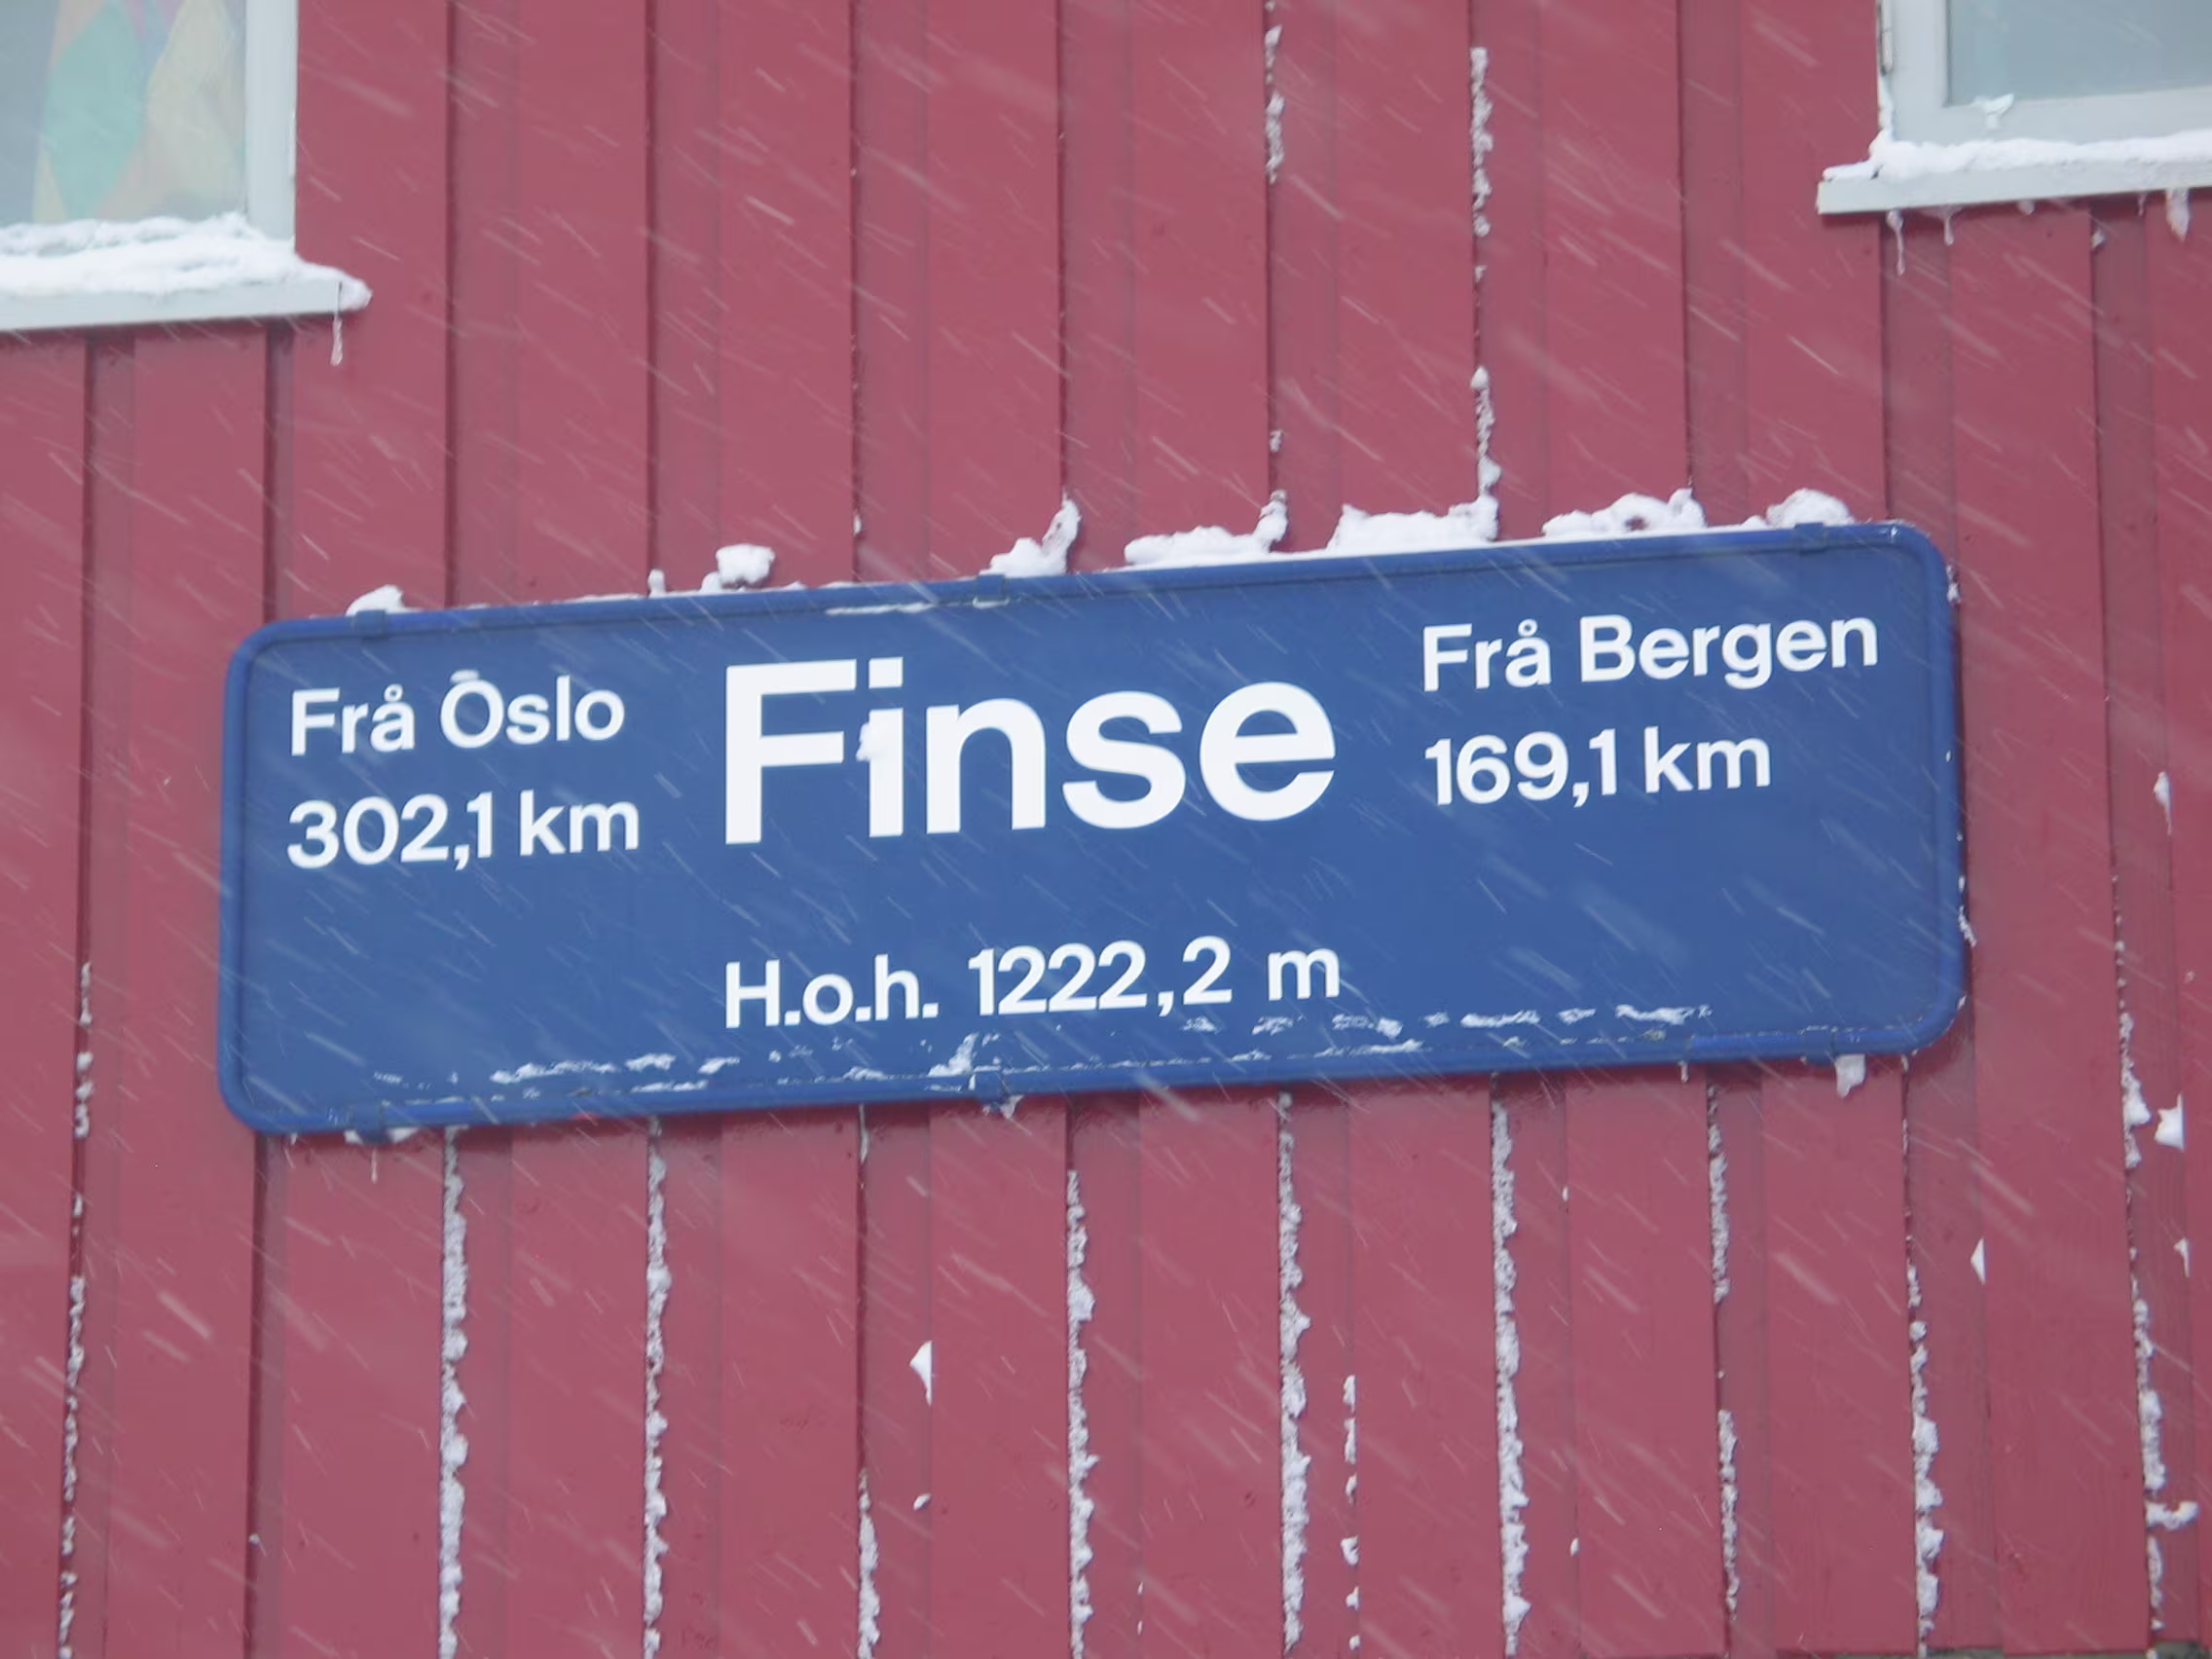 Frå Oslo
302,1 km
Finse
Frå Bergen
169,1 km
H.o.h. 1222,2 m